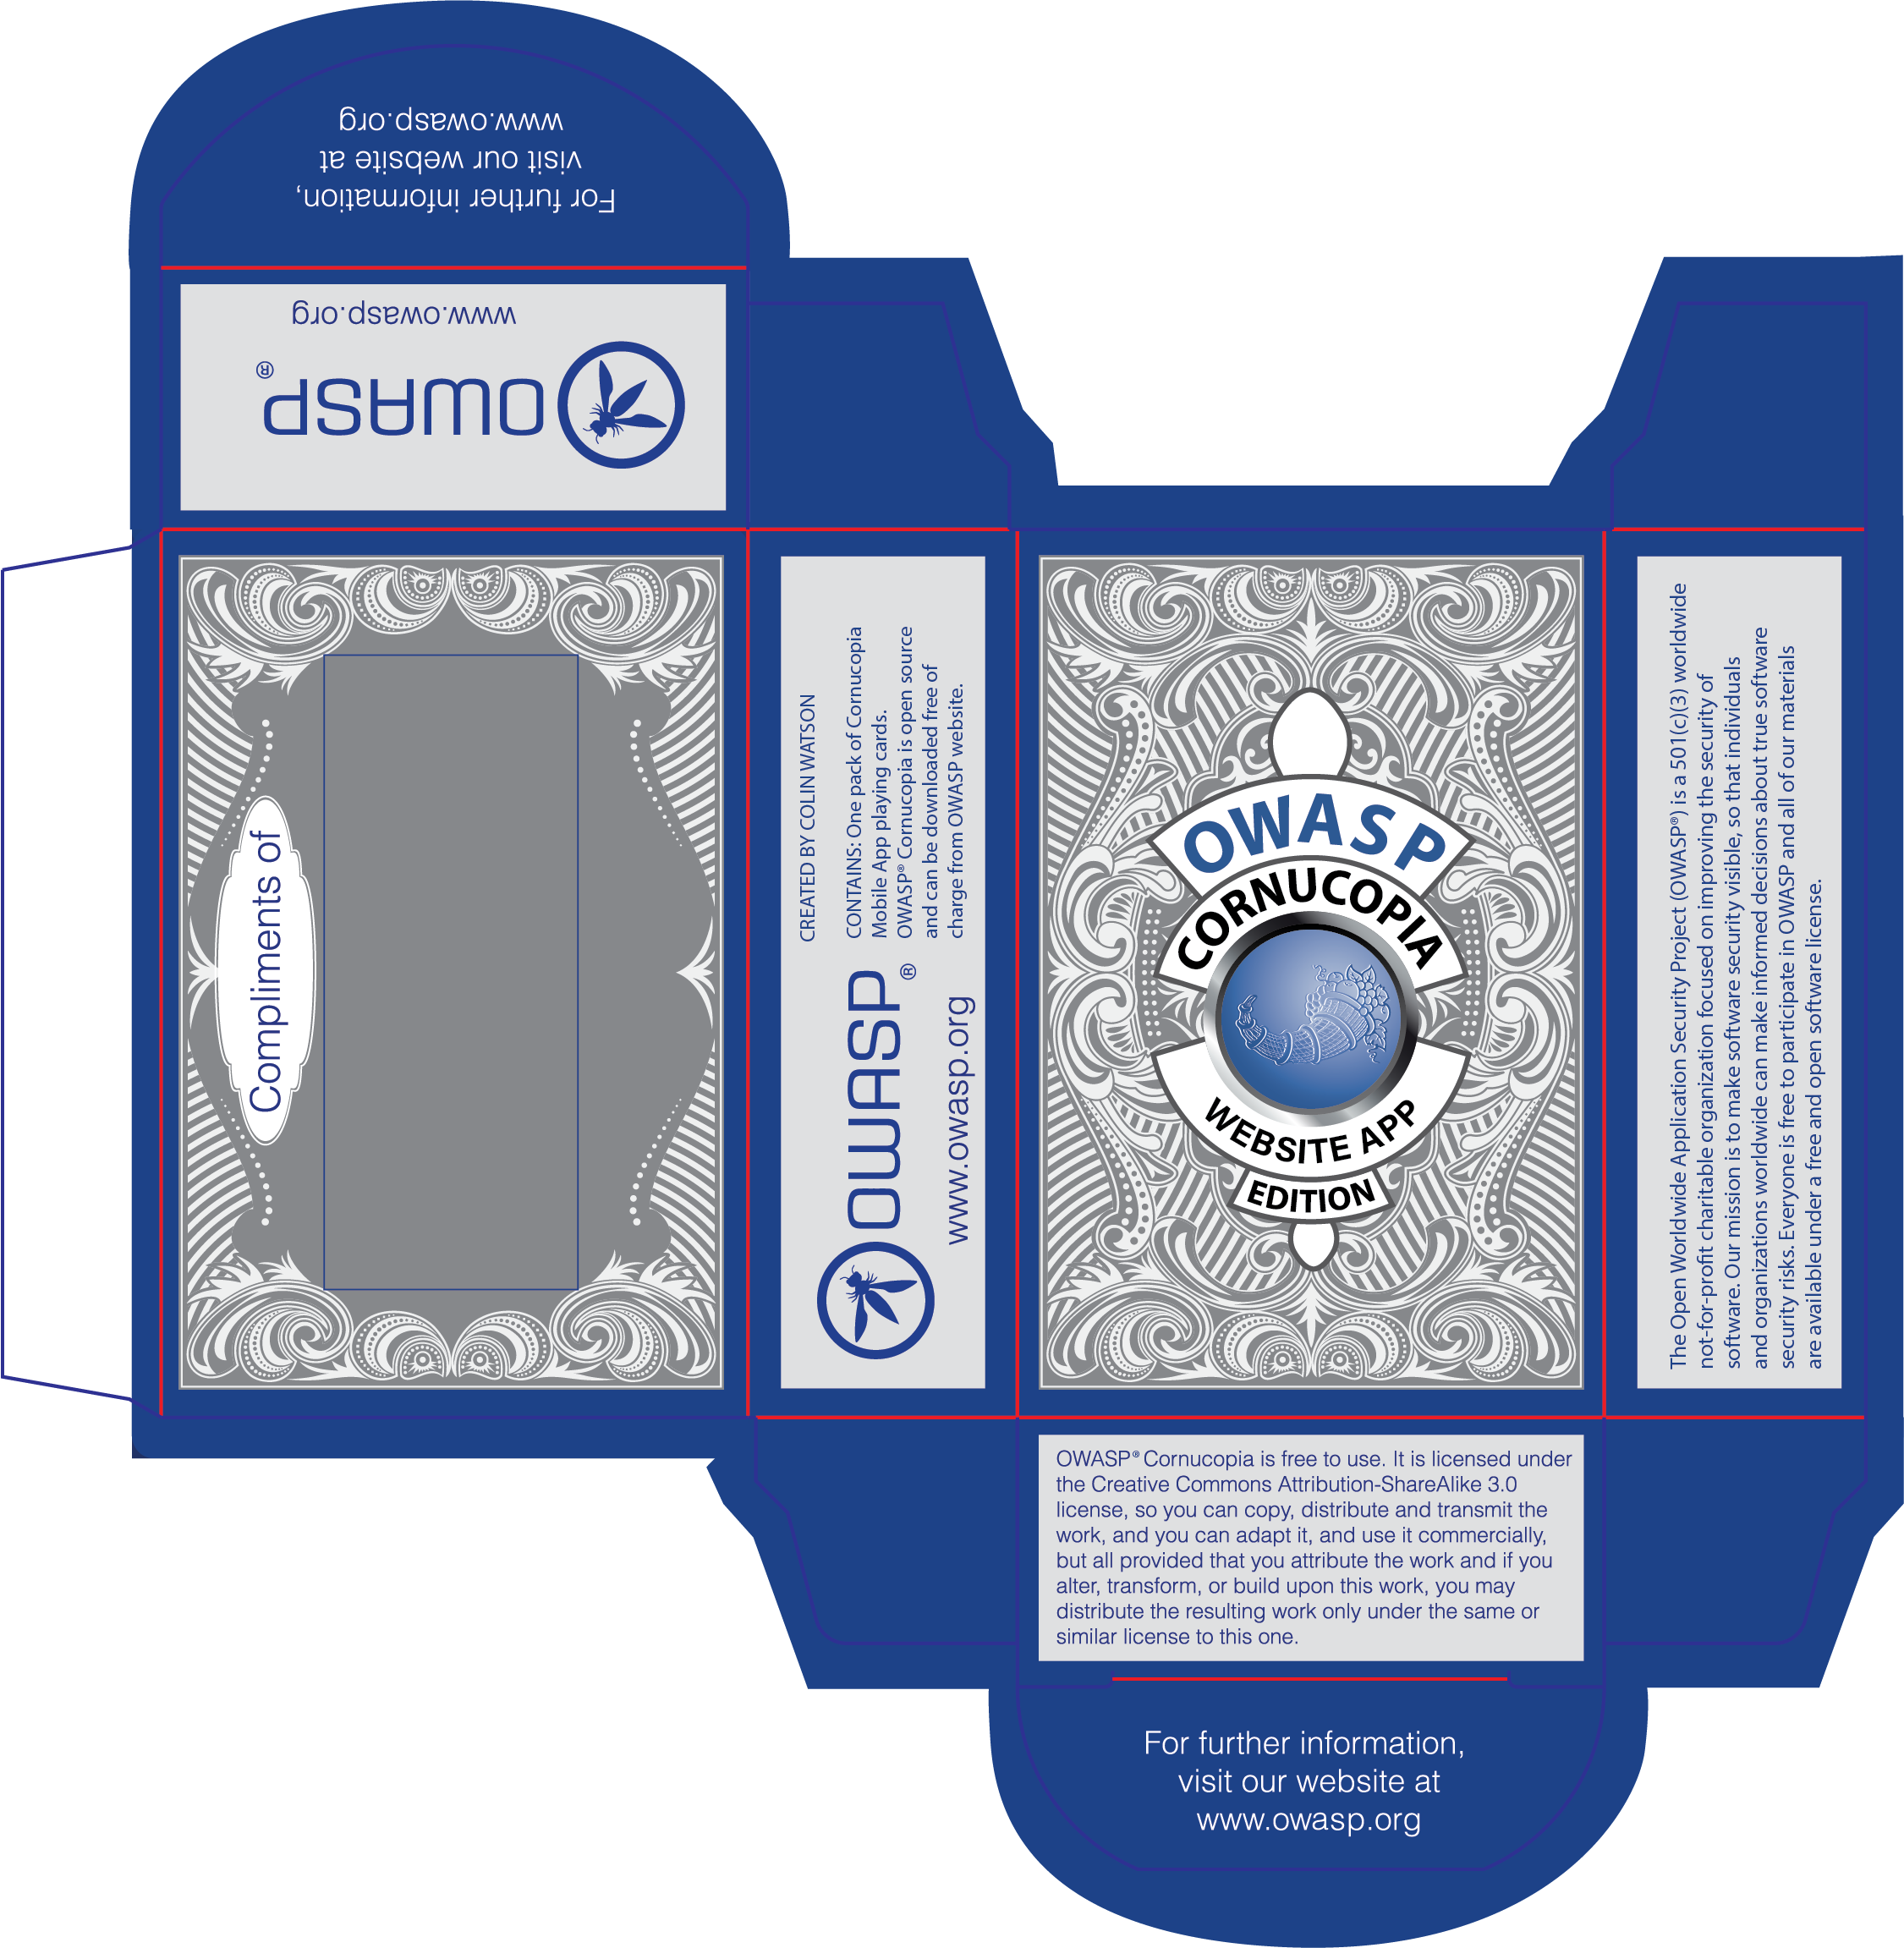 For further information,
visit our website at
www.owasp.org
OWASP®
www.owasp.org
Compliments of
CREATED BY COLIN WATSON
CONTAINS: One pack of Cornucopia
Mobile App playing cards.
OWASP® Cornucopia is open source
and can be downloaded free of
charge from OWASP website.
OWASP®
www.owasp.org
OWASP
CORNUCOPIA
WEBSITE APP
EDITION
The Open Worldwide Application Security Project (OWASP®) is a 501(c)(3) worldwide
not-for-profit charitable organization focused on improving the security of
software. Our mission is to make software security visible, so that individuals
and organizations worldwide can make informed decisions about true software
security risks. Everyone is free to participate in OWASP and all of our materials
are available under a free and open software license.
OWASP® Cornucopia is free to use. It is licensed under
the Creative Commons Attribution-ShareAlike 3.0
license, so you can copy, distribute and transmit the
work, and you can adapt it, and use it commercially,
but all provided that you attribute the work and if you
alter, transform, or build upon this work, you may
distribute the resulting work only under the same or
similar license to this one.
For further information,
visit our website at
www.owasp.org